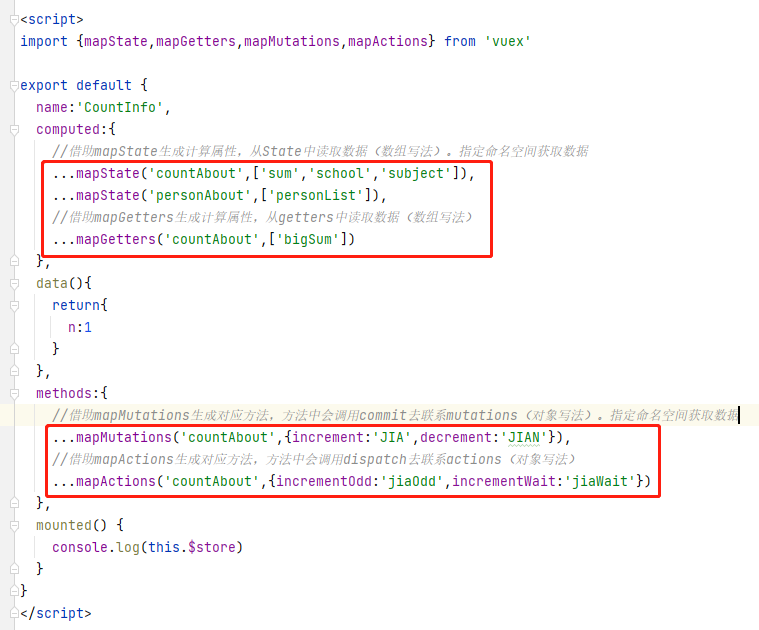 <script>
import {mapState,mapGetters,mapMutations,mapActions} from 'vuex'
export default {
name:'CountInfo',
computed:{
//借助mapState生成计算属性，从State中读取数据（数组写法）。指定命名空间获取数据
...mapState('countAbout',['sum','school','subject']),
...mapState('personAbout',['personList']),
//借助mapGetters生成计算属性，从getters中读取数据（数组写法）
...mapGetters('countAbout',['bigSum'])
},
data(){
return{
n:1
}
},
methods:{
//借助mapMutations生成对应方法，方法中会调用commit去联系mutations（对象写法）。指定命名空间获取数据
...mapMutations('countAbout',{increment:'JIA',decrement:'JIAN'}),
//借助mapActions生成对应方法，方法中会调用dispatch去联系actions（对象写法）
...mapActions('countAbout',{incrementOdd:'jiaOdd',incrementWait:'jiaWait'})
},
mounted() {
console.log(this.$store)
}
}
</script>